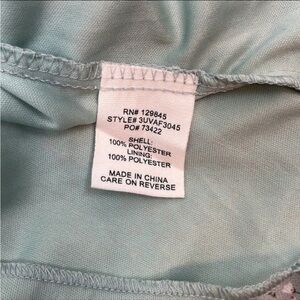 RN# 129845
STYLE# 3UVAF3045
PO# 73422
SHELL:
100% POLYESTER
LINING:
100% POLYESTER
MADE IN CHINA
CARE ON REVERSE